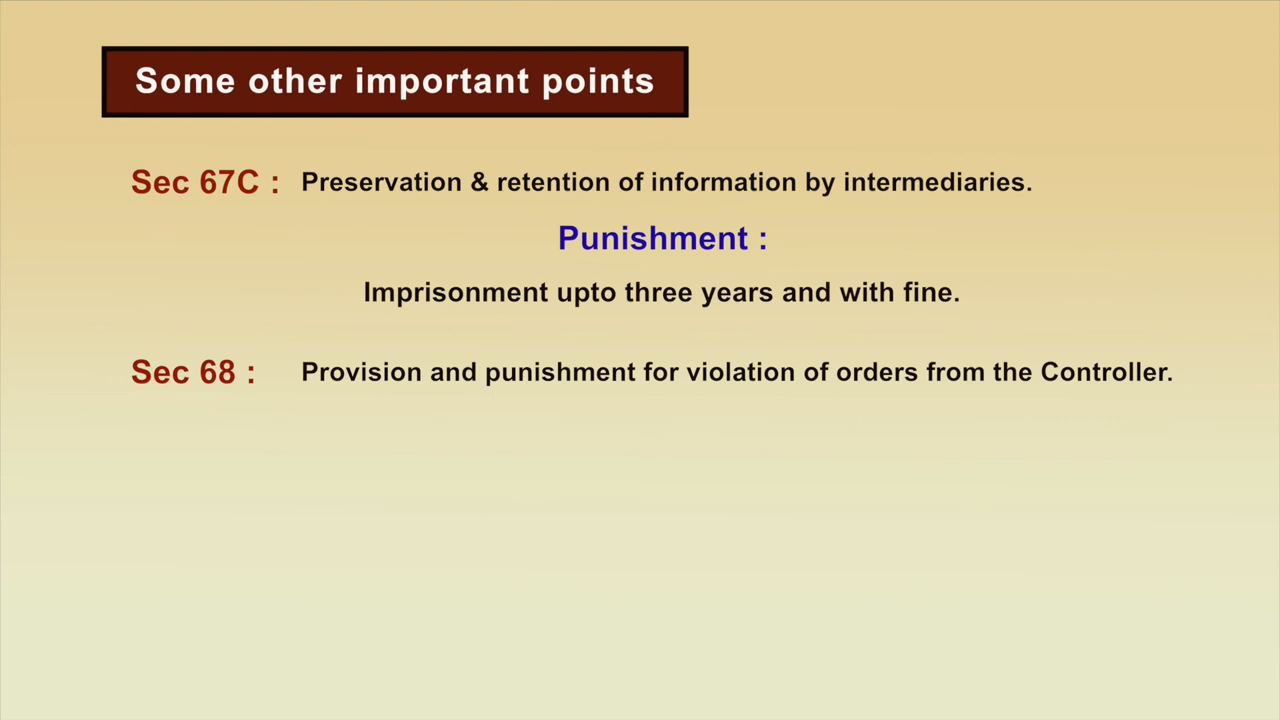 Some other important points
Sec 67C : Preservation & retention of information by intermediaries.
Punishment :
Imprisonment upto three years and with fine.
Sec 68 : Provision and punishment for violation of orders from the Controller.